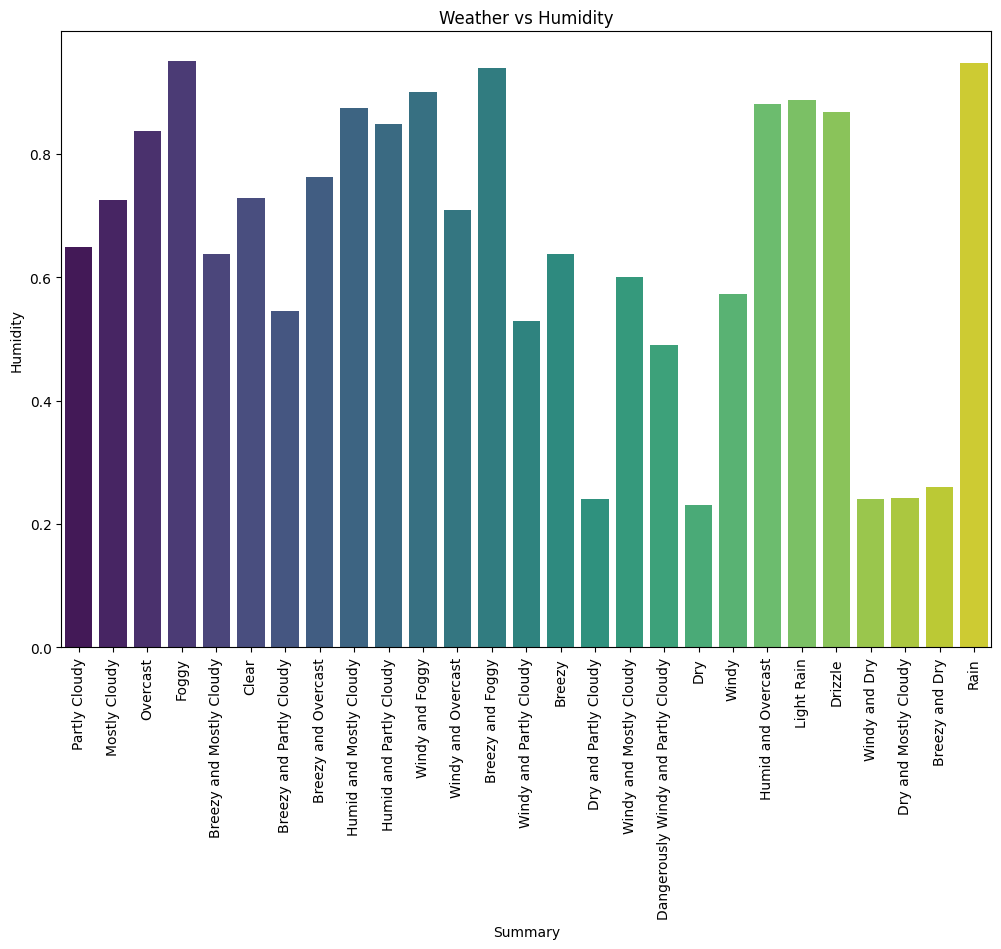 Weather vs Humidity
Humidity
0.8
0.6
0.4
0.2
0.0
Partly Cloudy
Mostly Cloudy
Overcast
Foggy
Breezy and Mostly Cloudy
Clear
Breezy and Partly Cloudy
Breezy and Overcast
Humid and Mostly Cloudy
Humid and Partly Cloudy
Windy and Foggy
Windy and Overcast
Breezy and Foggy
Windy and Partly Cloudy
Breezy
Dry and Partly Cloudy
Windy and Mostly Cloudy
Dangerously Windy and Partly Cloudy
Dry
Windy
Humid and Overcast
Light Rain
Drizzle
Windy and Dry
Dry and Mostly Cloudy
Breezy and Dry
Rain
Summary